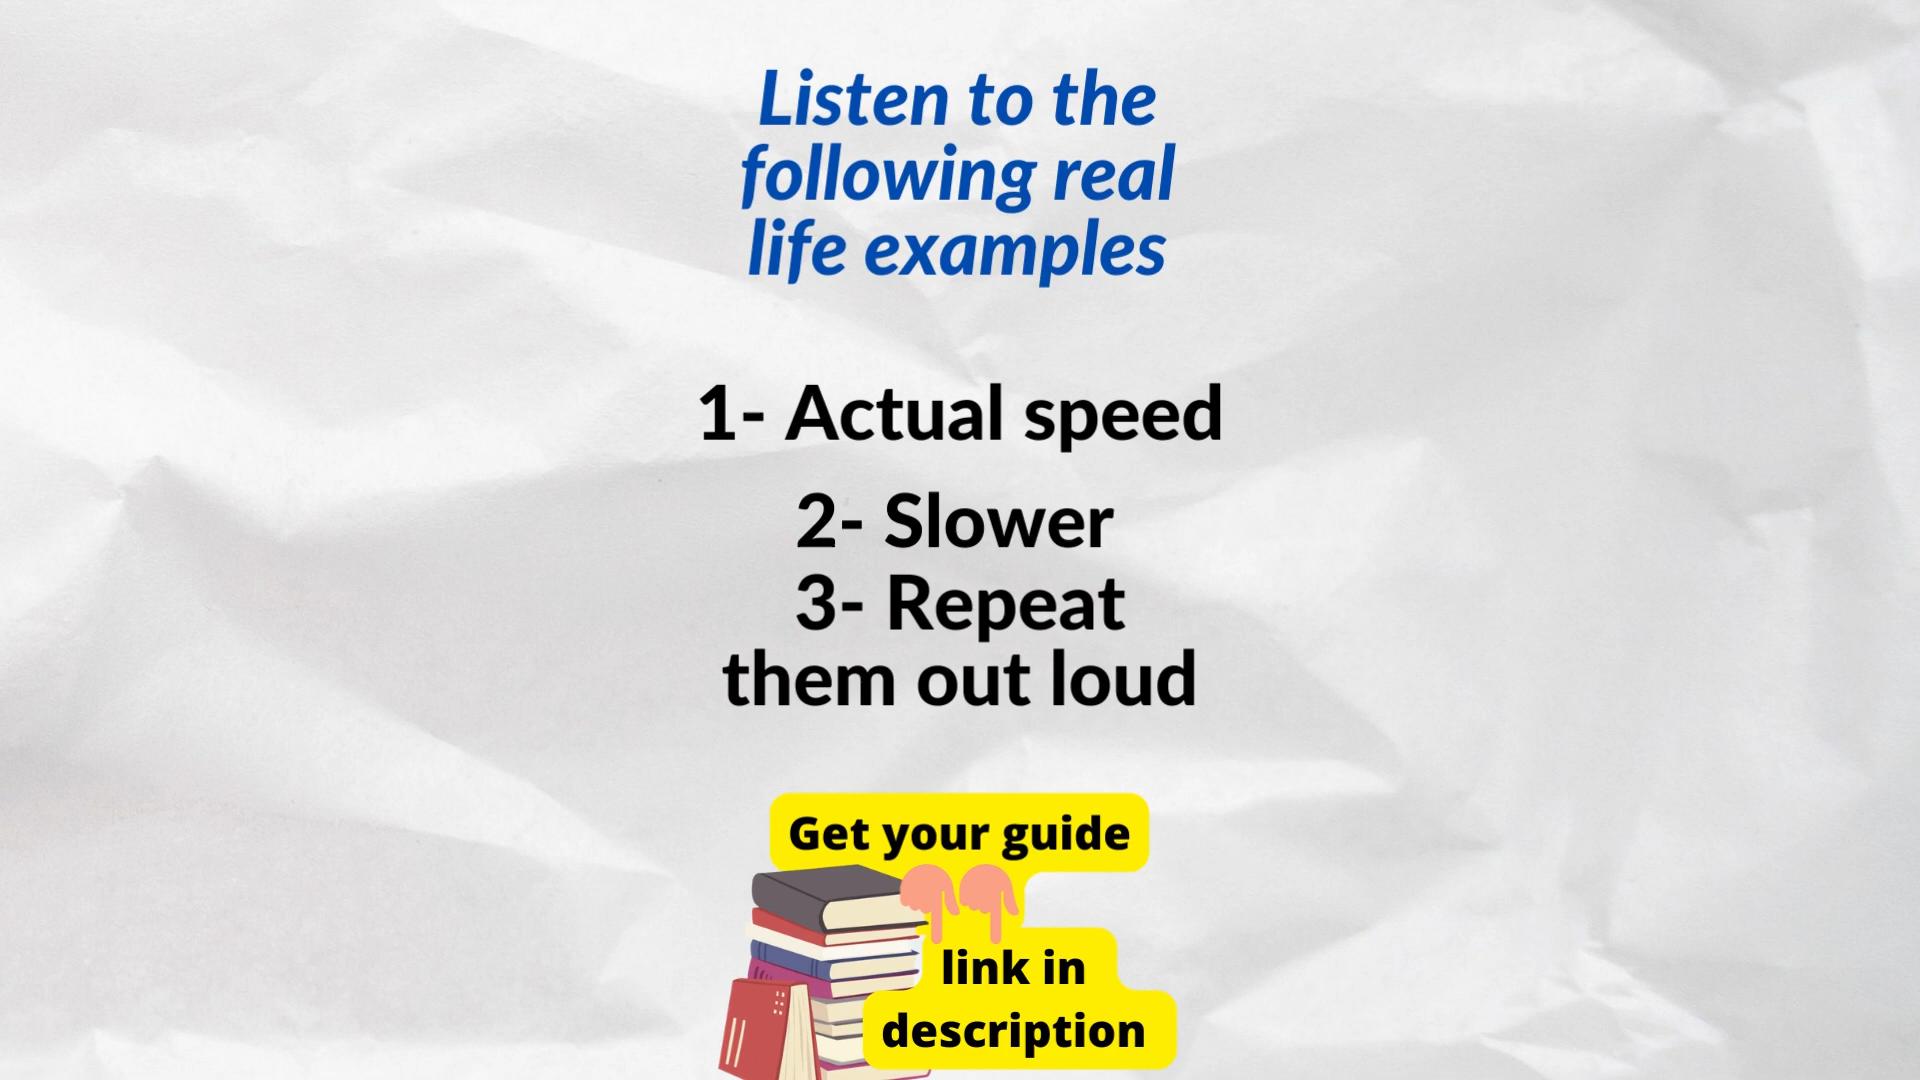 Listen to the
following real
life examples
1- Actual speed
2- Slower
3- Repeat
them out loud
Get your guide
link in
description